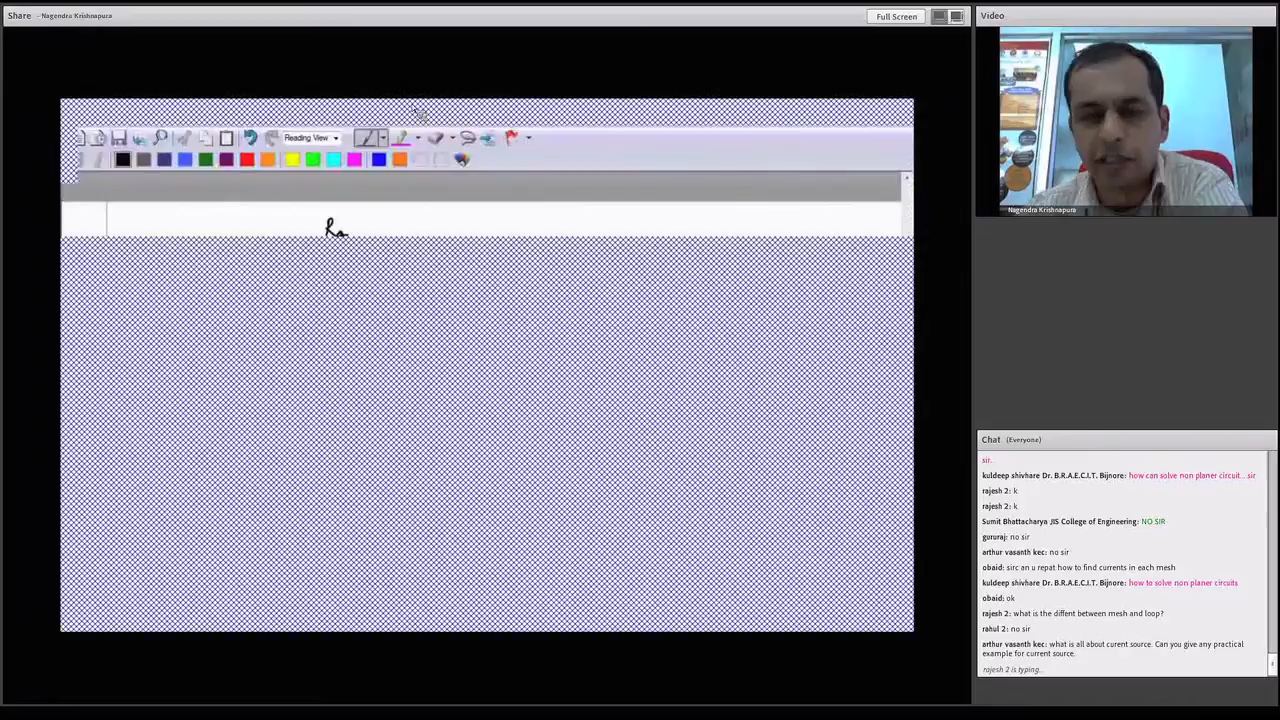 Share - Nagendra Krishnapura
Full Screen
Video
Reading View
Nagendra Krishnapura
Chat (Everyone)
sir.
kuldeep shivhare Dr. B.R.A.E.C.I.T. Bijnore: how can solve non planer circuit...sir
rajesh 2: k
rajesh 2: k
Sumit Bhattacharya JIS College of Engineering: NO SIR
gururaj: no sir
arthur vasanth kec: no sir
obaid: sirc an u repat how to find currents in each mesh
kuldeep shivhare Dr. B.R.A.E.C.I.T. Bijnore: how to solve non planer circuits
obaid: ok
rajesh 2: what is the diffent between mesh and loop?
rahul 2: no sir
arthur vasanth kec: what is all about curent source. Can you give any practical
example for current source.
rajesh 2 is typing...